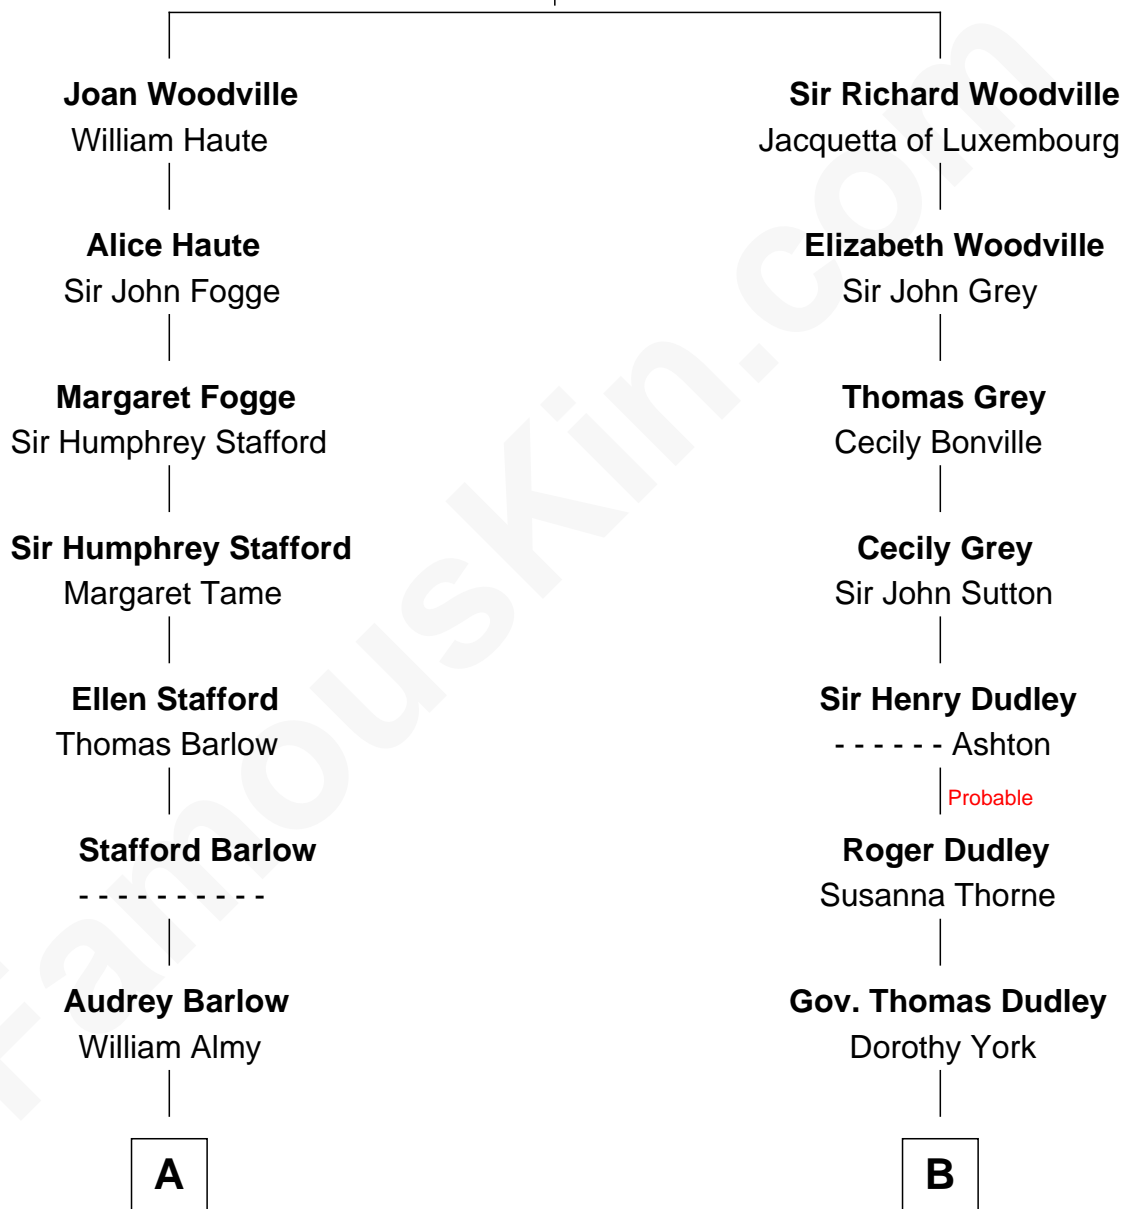 Joan Woodville
William Haute
Alice Haute
Sir John Fogge
Margaret Fogge
Sir Humphrey Stafford
Sir Humphrey Stafford
Margaret Tame
Ellen Stafford
Thomas Barlow
Stafford Barlow
- - - - - - - - - -
Audrey Barlow
William Almy
A
Sir Richard Woodville
Jacquetta of Luxembourg
Elizabeth Woodville
Sir John Grey
Thomas Grey
Cecily Bonville
Cecily Grey
Sir John Sutton
Sir Henry Dudley
- - - - - - Ashton
Probable
Roger Dudley
Susanna Thorne
Gov. Thomas Dudley
Dorothy York
B
FamousKin.com